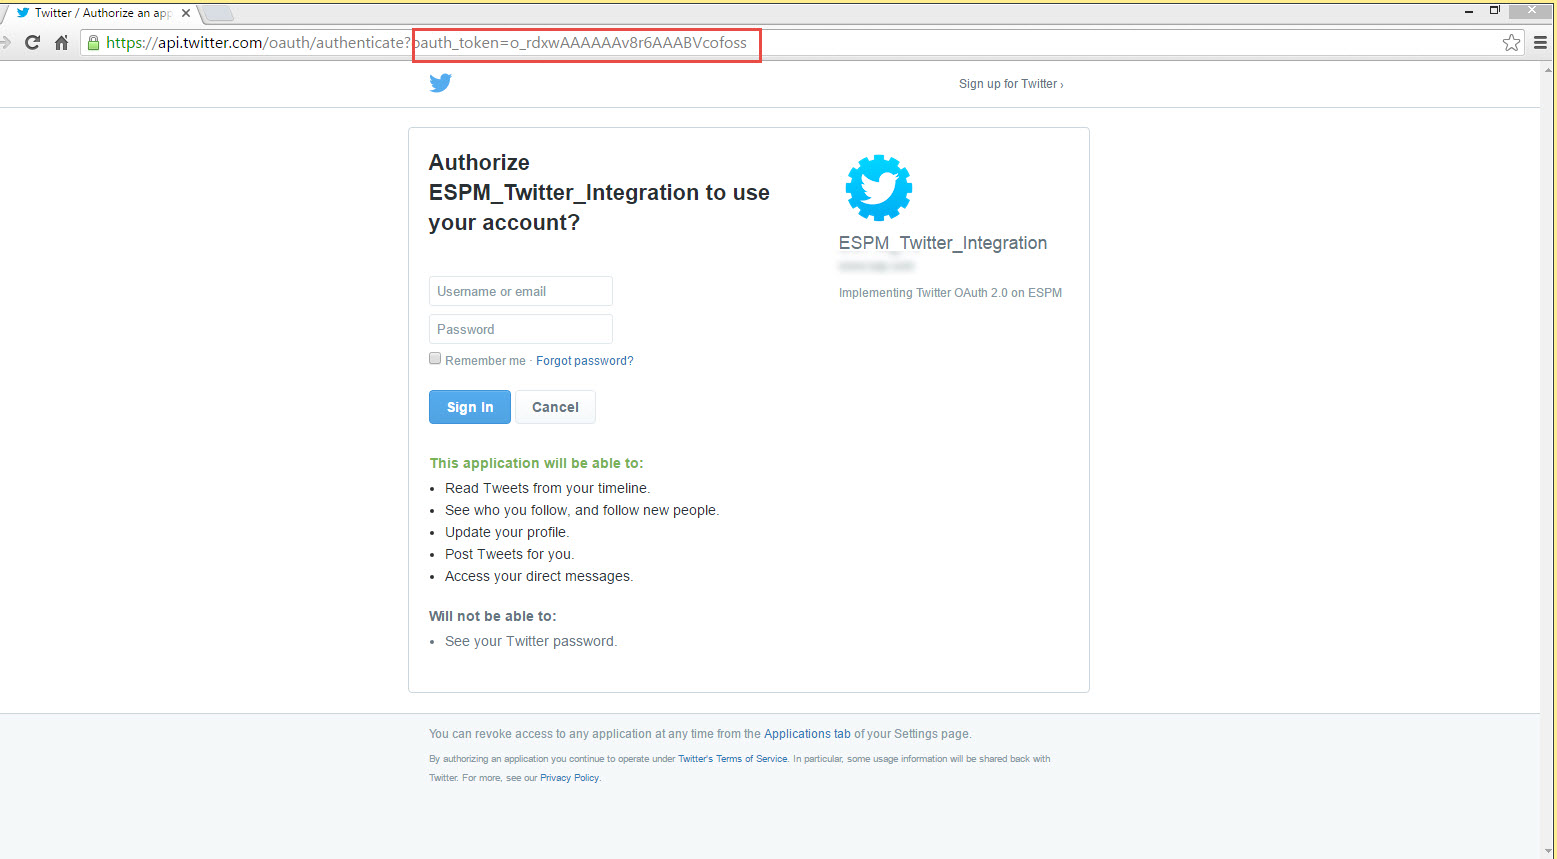 Twitter / Authorize an app
https://api.twitter.com/oauth/authenticate?oauth_token=o_rdxwAAAAAAv8r6AAABVcofoss
Sign up for Twitter ›
Authorize
ESPM_Twitter_Integration to use
your account?
ESPM_Twitter_Integration
Implementing Twitter OAuth 2.0 on ESPM
Username or email
Password
Remember me · Forgot password?
Sign In
Cancel
This application will be able to:
• Read Tweets from your timeline.
• See who you follow, and follow new people.
• Update your profile.
• Post Tweets for you.
• Access your direct messages.
Will not be able to:
• See your Twitter password.
You can revoke access to any application at any time from the Applications tab of your Settings page.
By authorizing an application you continue to operate under Twitter's Terms of Service. In particular, some usage information will be shared back with
Twitter. For more, see our Privacy Policy.